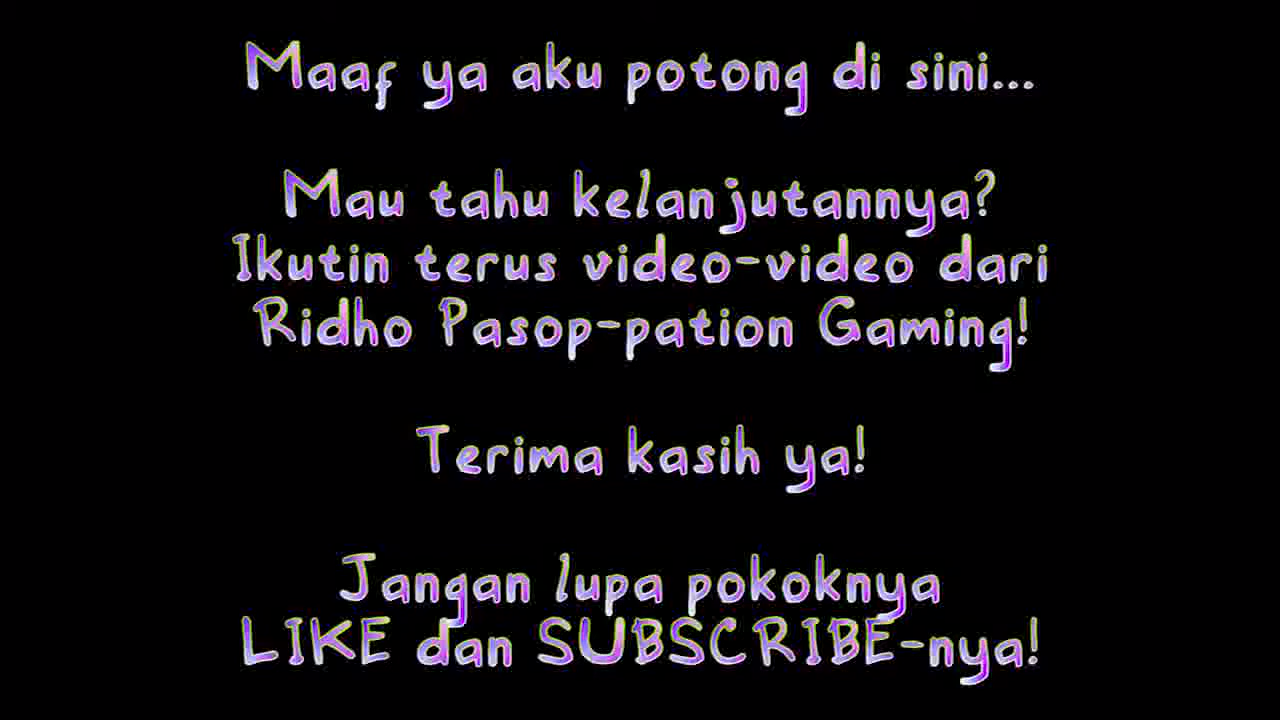 Maaf ya aku potong di sini...
Mau tahu kelanjutannya?
Ikutin terus video-video dari
Ridho Pasop-pation Gaming!
Terima kasih ya!
Jangan lupa pokoknya
LIKE dan SUBSCRIBE-nya!